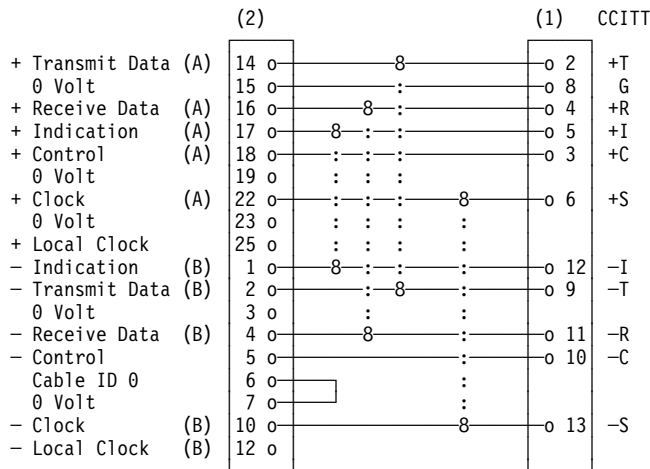 (2) (1) CCITT
+ Transmit Data (A) 14 o 8 o 2 +T
0 Volt 15 o : o 8 G
+ Receive Data (A) 16 o 8 : o 4 +R
+ Indication (A) 17 o 8 : : o 5 +I
+ Control (A) 18 o : : : o 3 +C
0 Volt 19 o : : :
+ Clock (A) 22 o : : : 8 o 6 +S
0 Volt 23 o : : : :
+ Local Clock 25 o : : : :
− Indication (B) 1 o 8 : : : o 12 −I
− Transmit Data (B) 2 o : 8 : o 9 −T
0 Volt 3 o : :
− Receive Data (B) 4 o 8 : o 11 −R
− Control 5 o : o 10 −C
Cable ID 0 6 o :
0 Volt 7 o :
− Clock (B) 10 o 8 o 13 −S
− Local Clock (B) 12 o